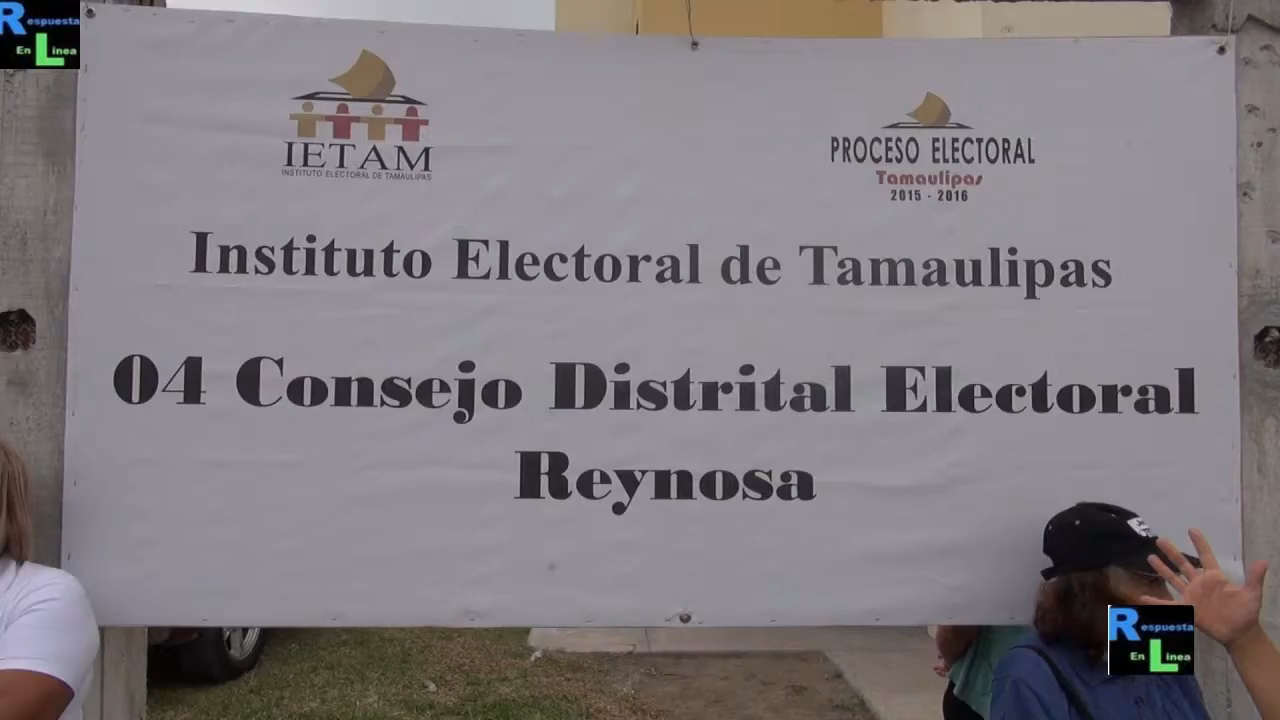 Respuesta
En Linea
IETAM
INSTITUTO ELECTORAL DE TAMAULIPAS
PROCESO ELECTORAL
Tamaulipas
2015 - 2016
Instituto Electoral de Tamaulipas
04 Consejo Distrital Electoral
Reynosa
Respuesta
En Linea